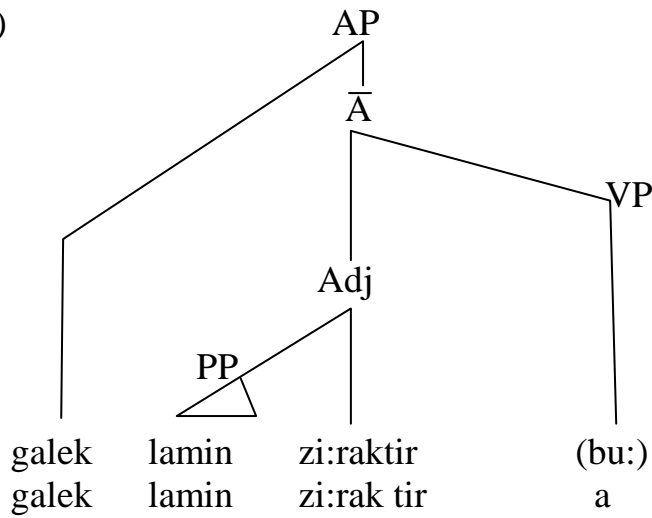 )
AP
A̅
VP
Adj
PP
galek lamin zi:raktir (bu:)
galek lamin zi:rak tir a